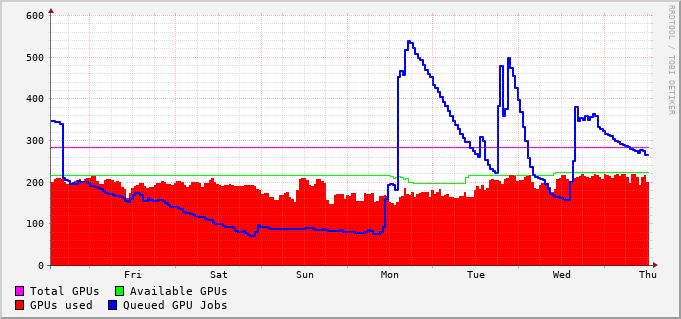 600
500
400
300
200
100
0
Fri Sat Sun Mon Tue Wed Thu
Total GPUs Available GPUs
GPUs used Queued GPU Jobs
RRDTOOL / TOBI OETIKER